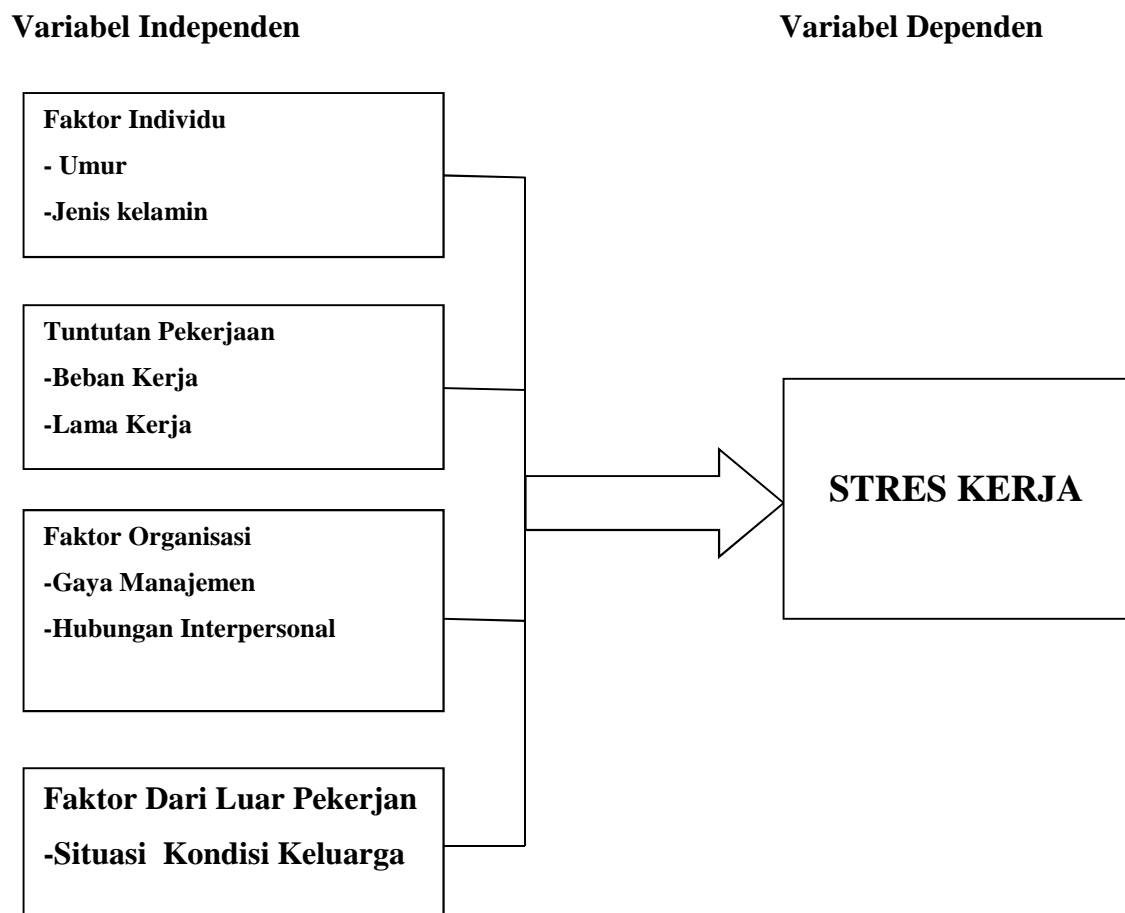 Variabel Independen
Variabel Dependen
Faktor Individu
- Umur
-Jenis kelamin
Tuntutan Pekerjaan
-Beban Kerja
-Lama Kerja
Faktor Organisasi
-Gaya Manajemen
-Hubungan Interpersonal
Faktor Dari Luar Pekerjan
-Situasi  Kondisi Keluarga
STRES KERJA